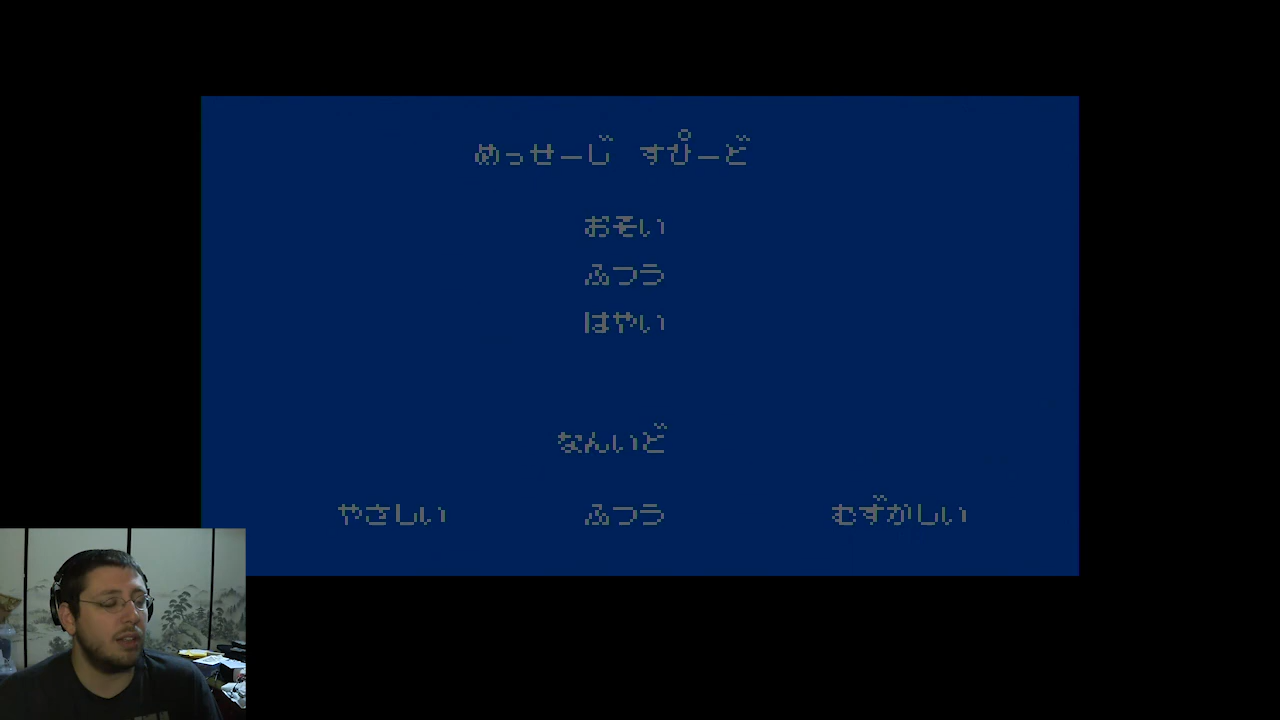 めっせーじ すぴーど
おそい
ふつう
はやい
なんいど
やさしい ふつう むずかしい